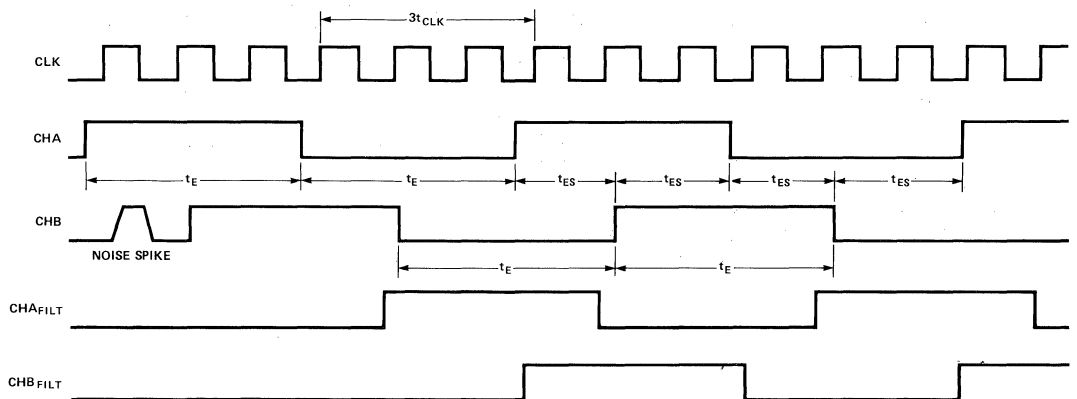 3tCLK
CLK
CHA
tE
tE
tES
tES
tES
tES
CHB
NOISE SPIKE
tE
tE
CHAFILT
CHBFILT